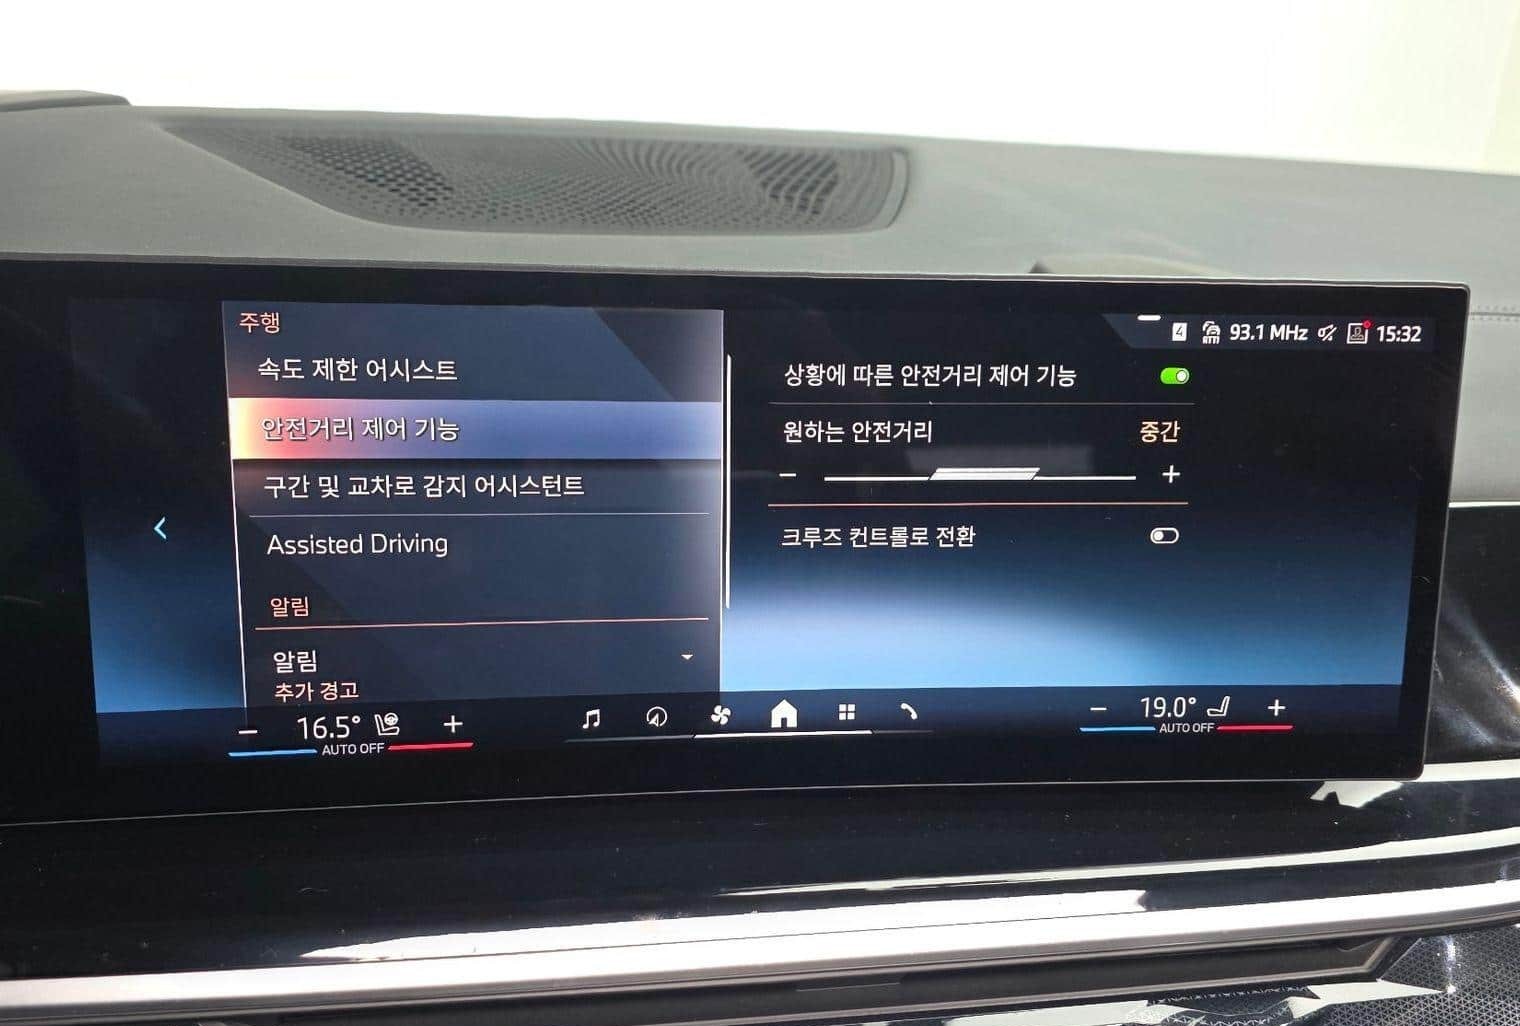 주행
속도 제한 어시스트
안전거리 제어 기능
구간 및 교차로 감지 어시스턴트
Assisted Driving
알림
알림
추가 경고
4 93.1 MHz 15:32
상황에 따른 안전거리 제어 기능
원하는 안전거리 중간
− +
크루즈 컨트롤로 전환
− 16.5° +
AUTO OFF
− 19.0° +
AUTO OFF